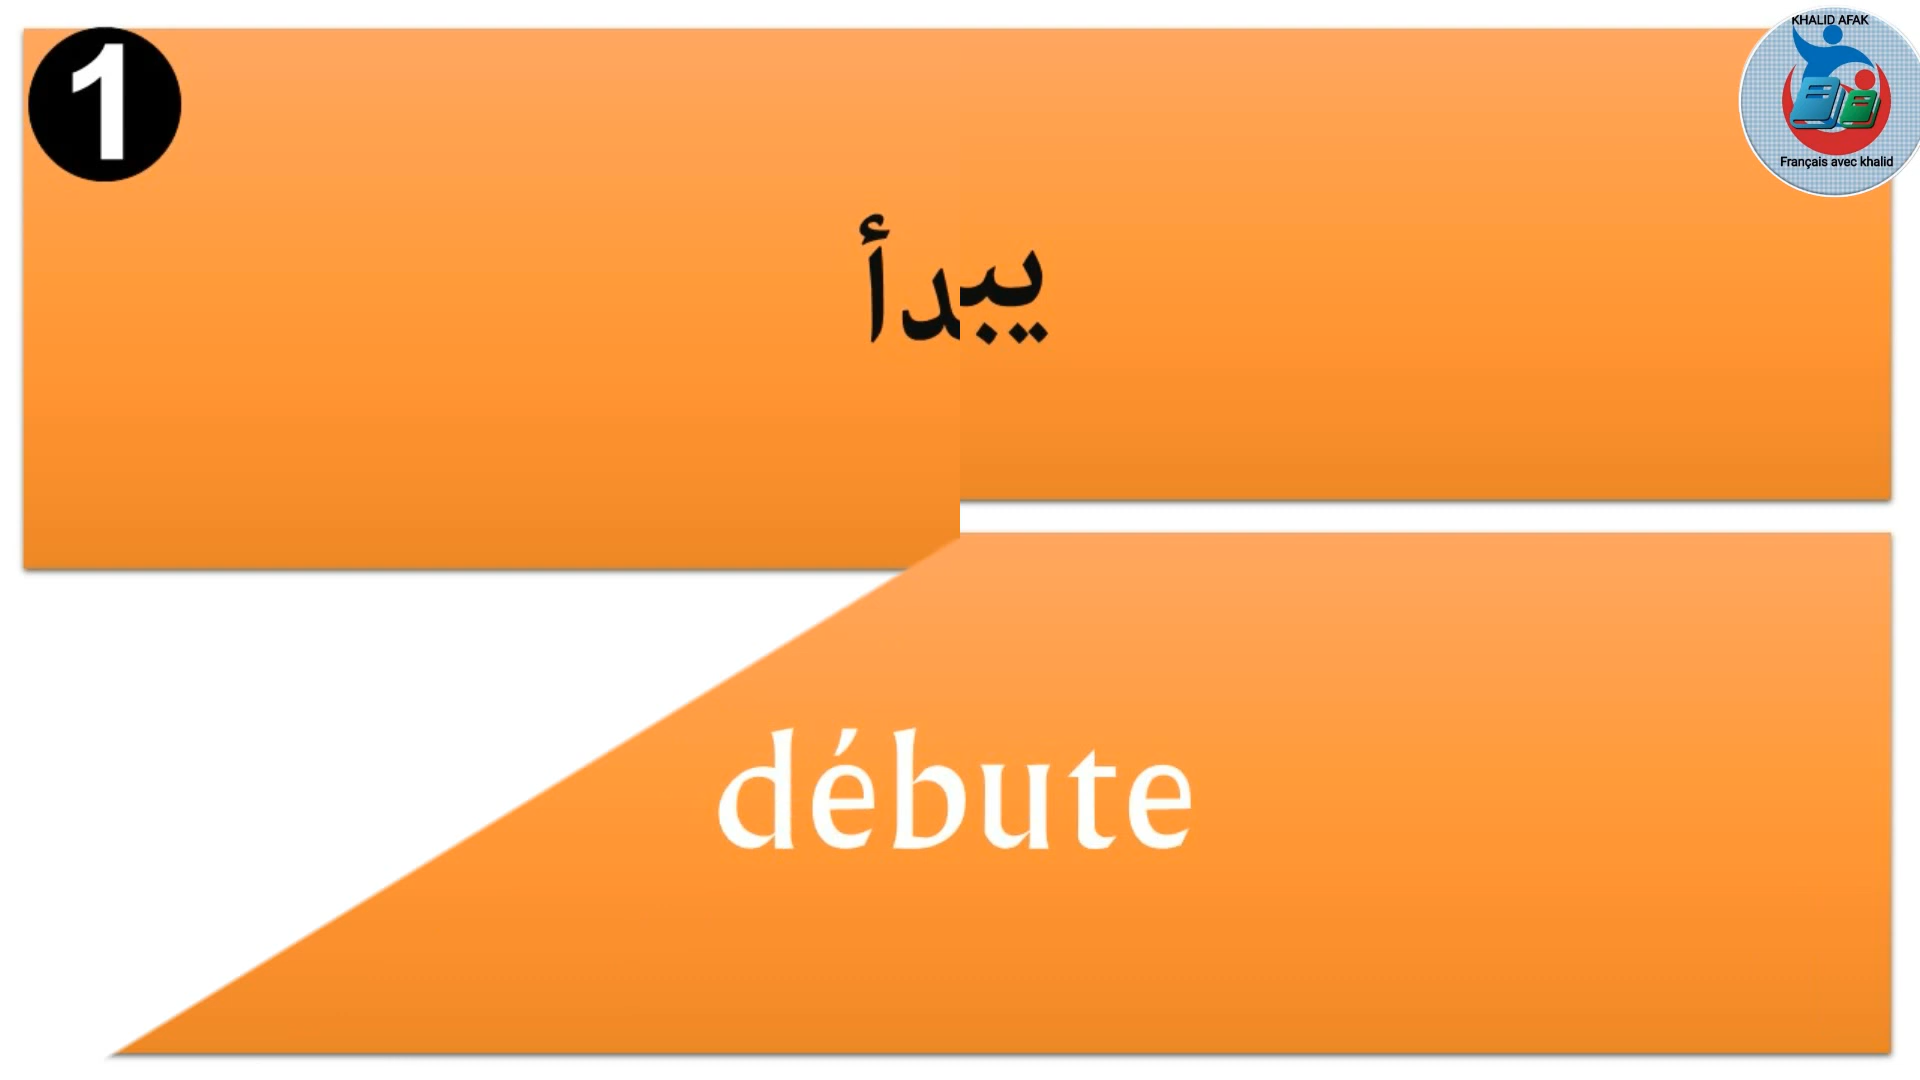 1
KHALID AFAK
Français avec khalid
يبدأ
débute